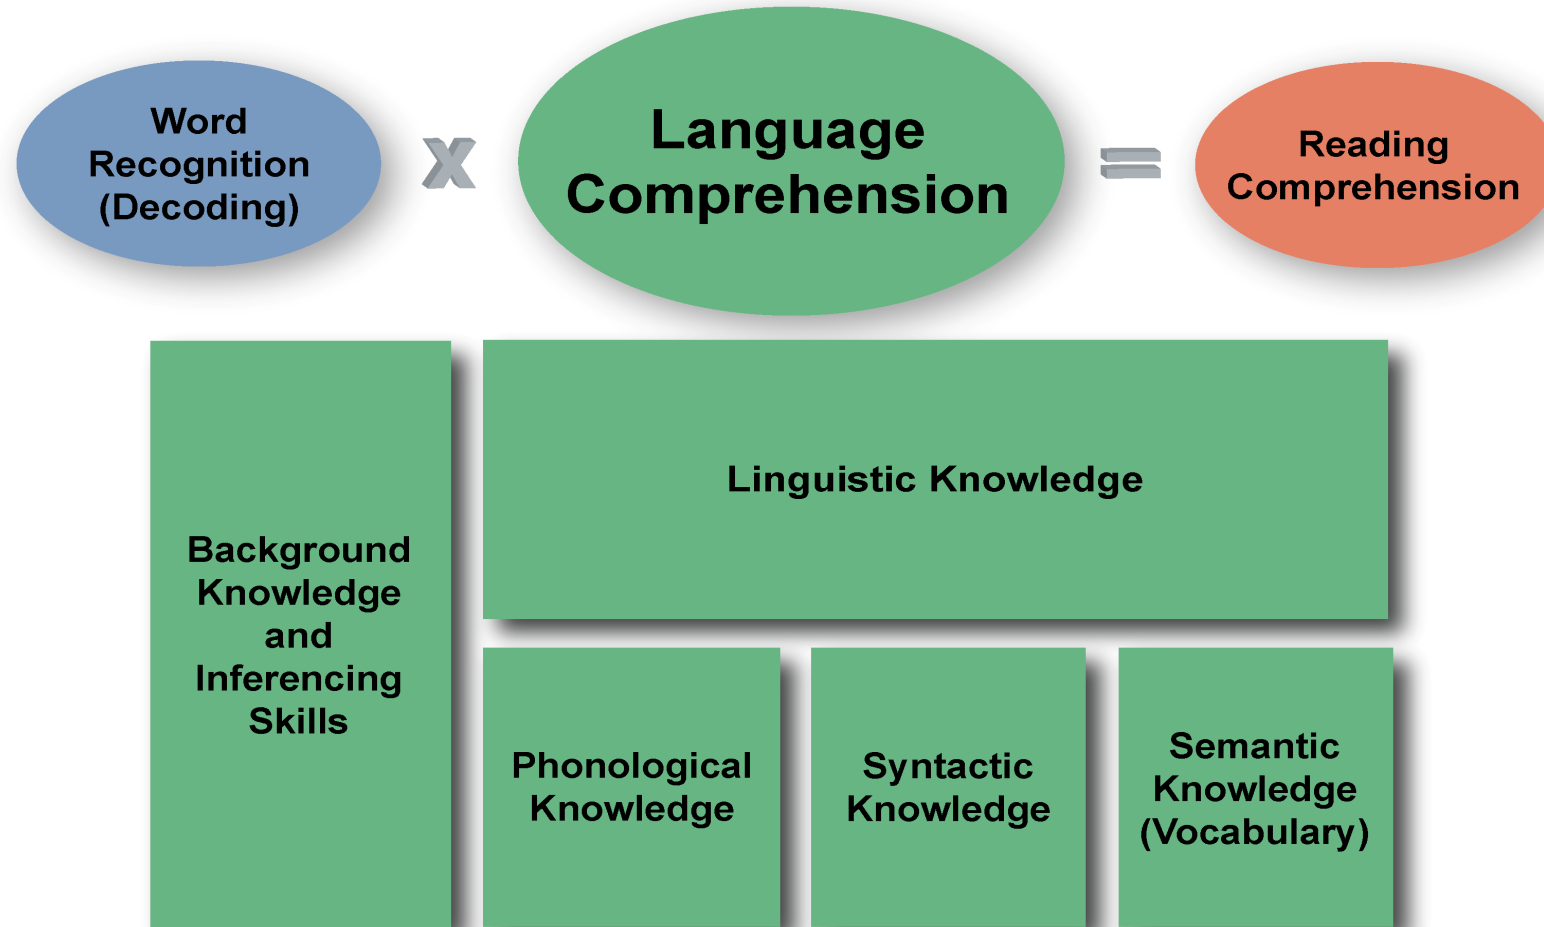 Word
Recognition
(Decoding)
x
Language
Comprehension
=
Reading
Comprehension
Background
Knowledge
and
Inferencing
Skills
Linguistic Knowledge
Phonological
Knowledge
Syntactic
Knowledge
Semantic
Knowledge
(Vocabulary)